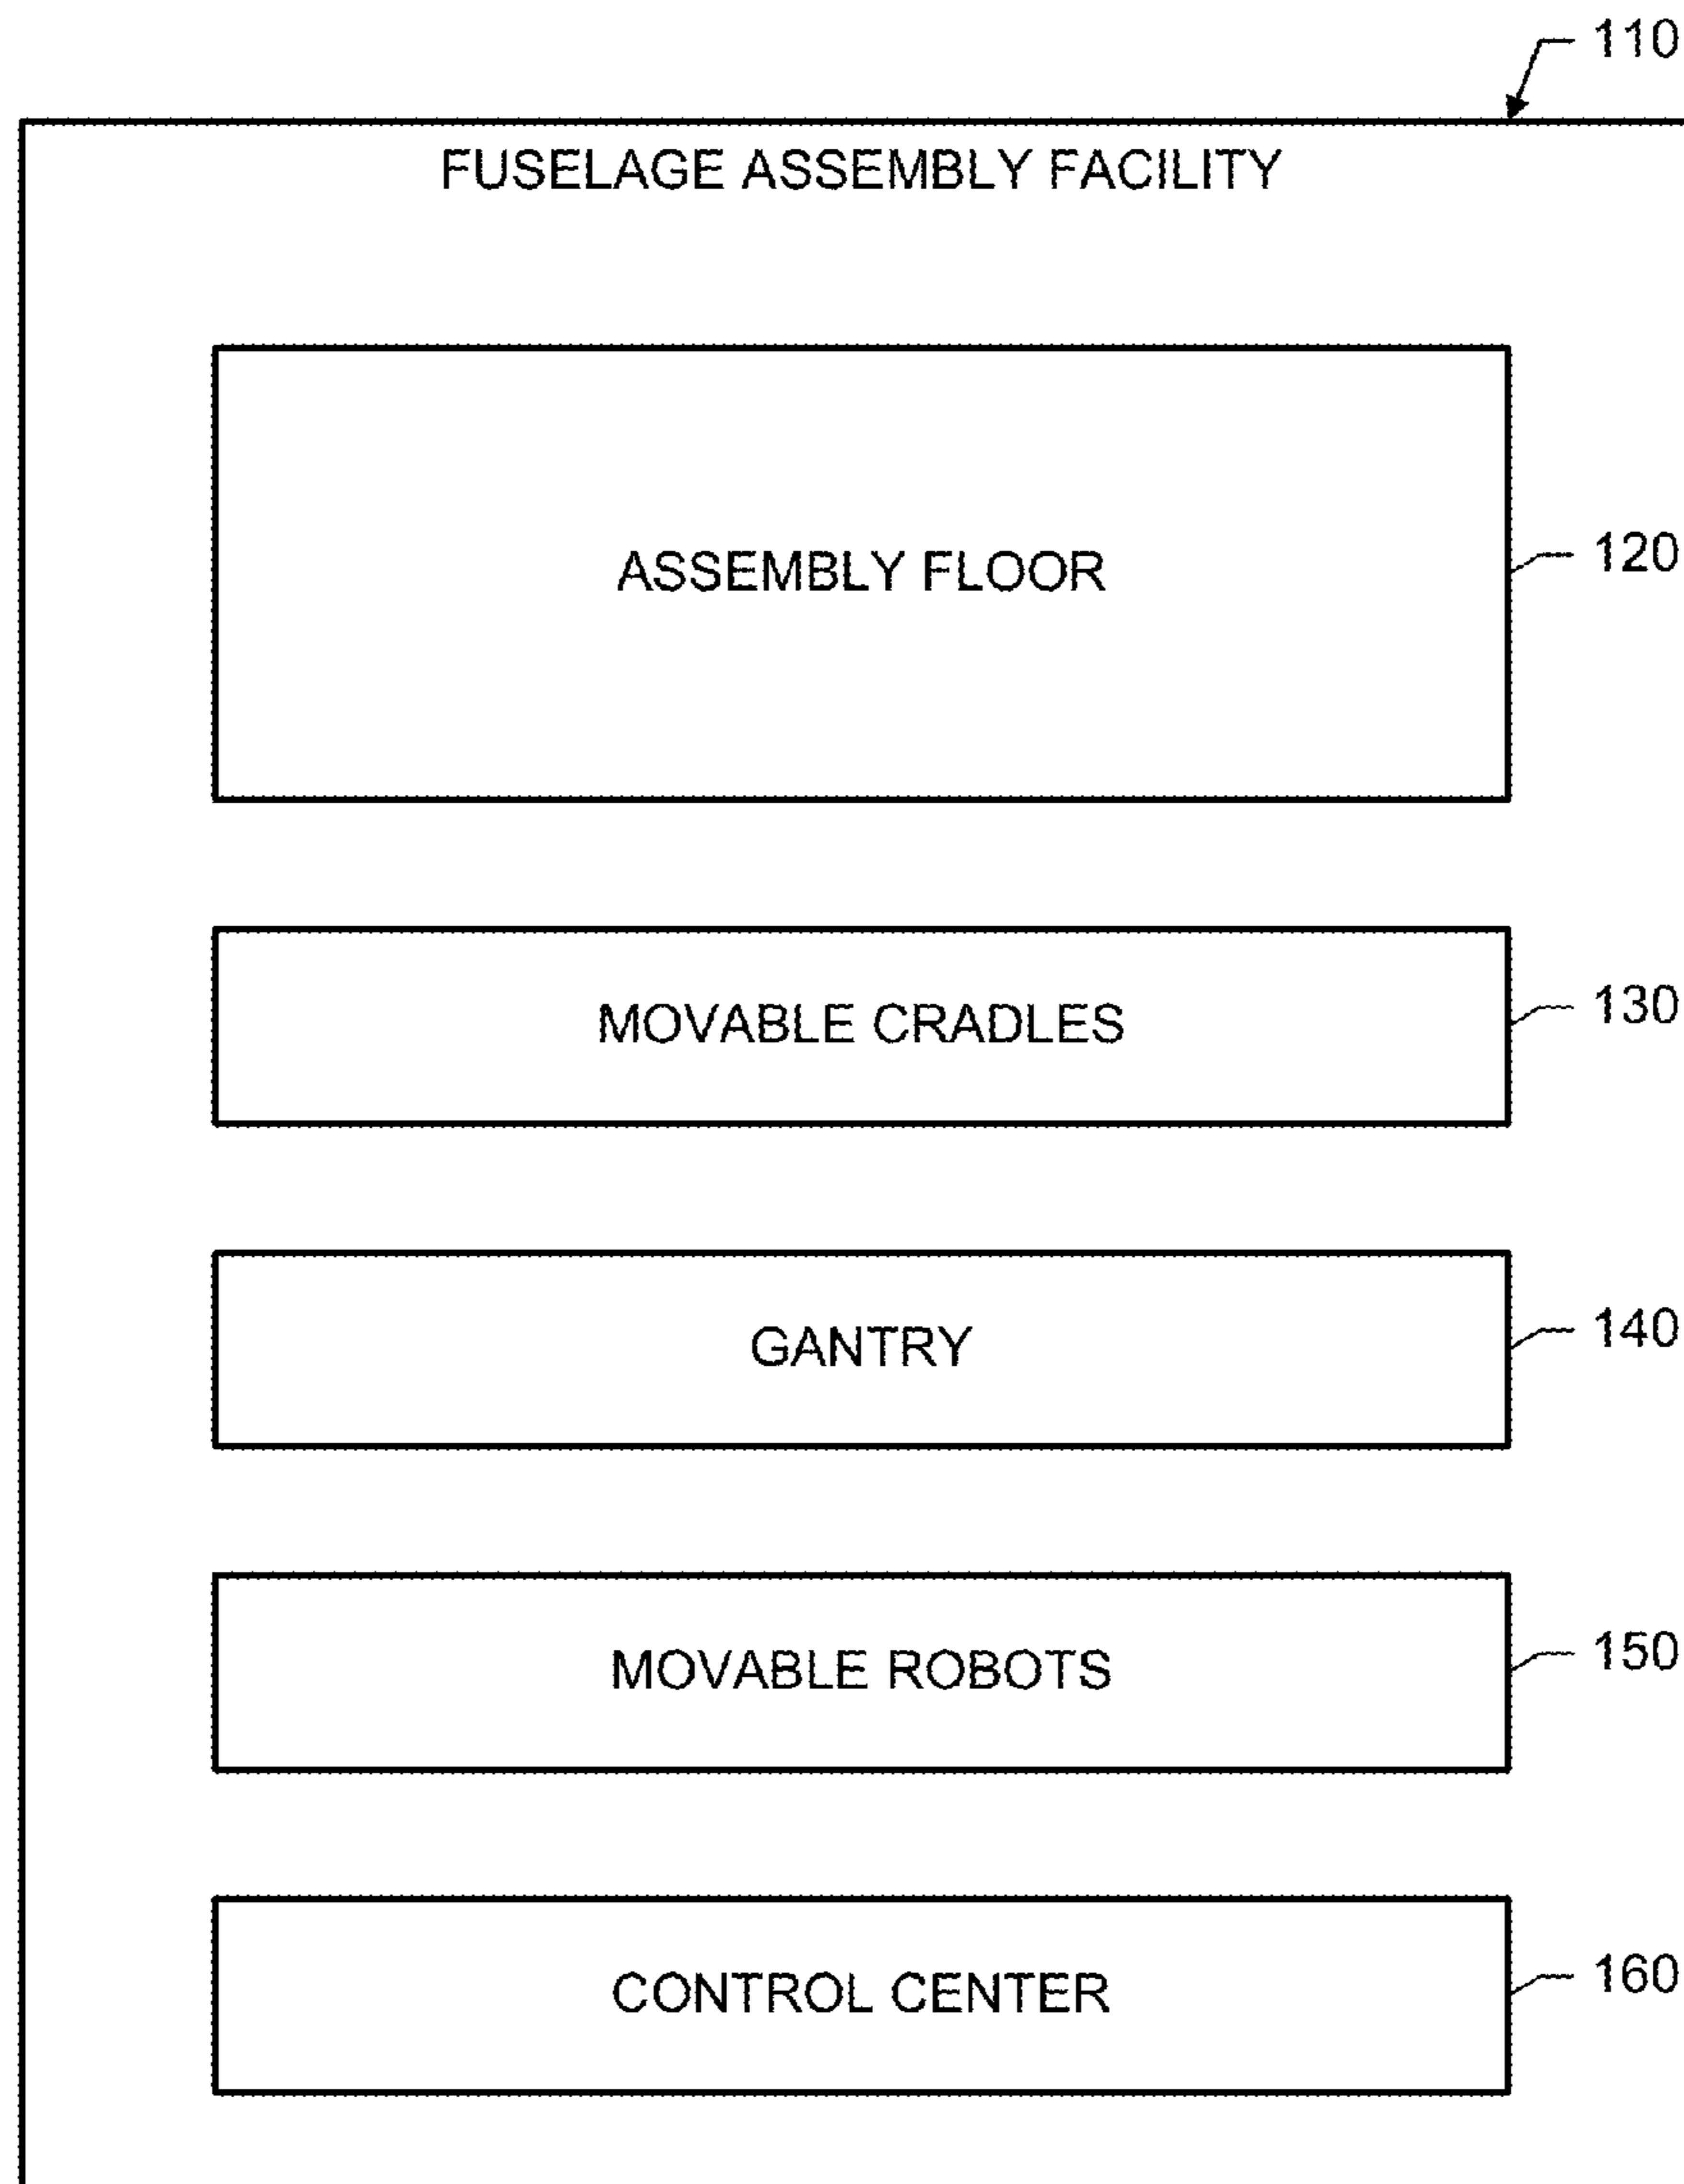 110
FUSELAGE ASSEMBLY FACILITY
ASSEMBLY FLOOR
120
MOVABLE CRADLES
130
GANTRY
140
MOVABLE ROBOTS
150
CONTROL CENTER
160